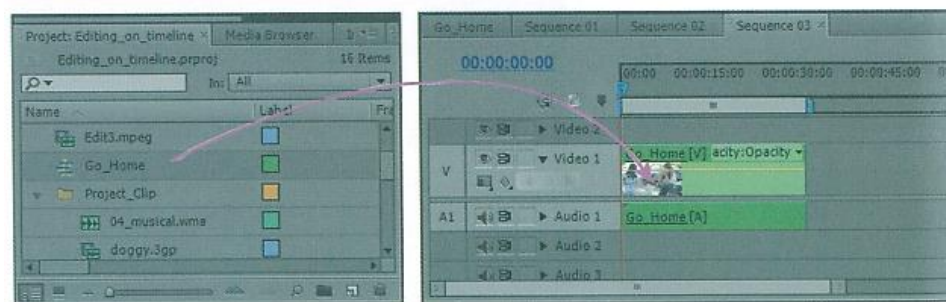 Project: Editing_on_timeline × Media Browser
Editing_on_timeline.prproj 16 Items
In: All
Name Label Fra
Edit3.mpeg
Go_Home
Project_Clip
04_musical.wma
doggy.3gp
Go_Home Sequence 01 Sequence 02 Sequence 03 ×
00:00:00:00
00:00 00:00:15:00 00:00:30:00 00:00:45:00
Video 2
Go_Home [V] acity:Opacity
V Video 1
A1 Audio 1 Go_Home [A]
Audio 2
Audio 3